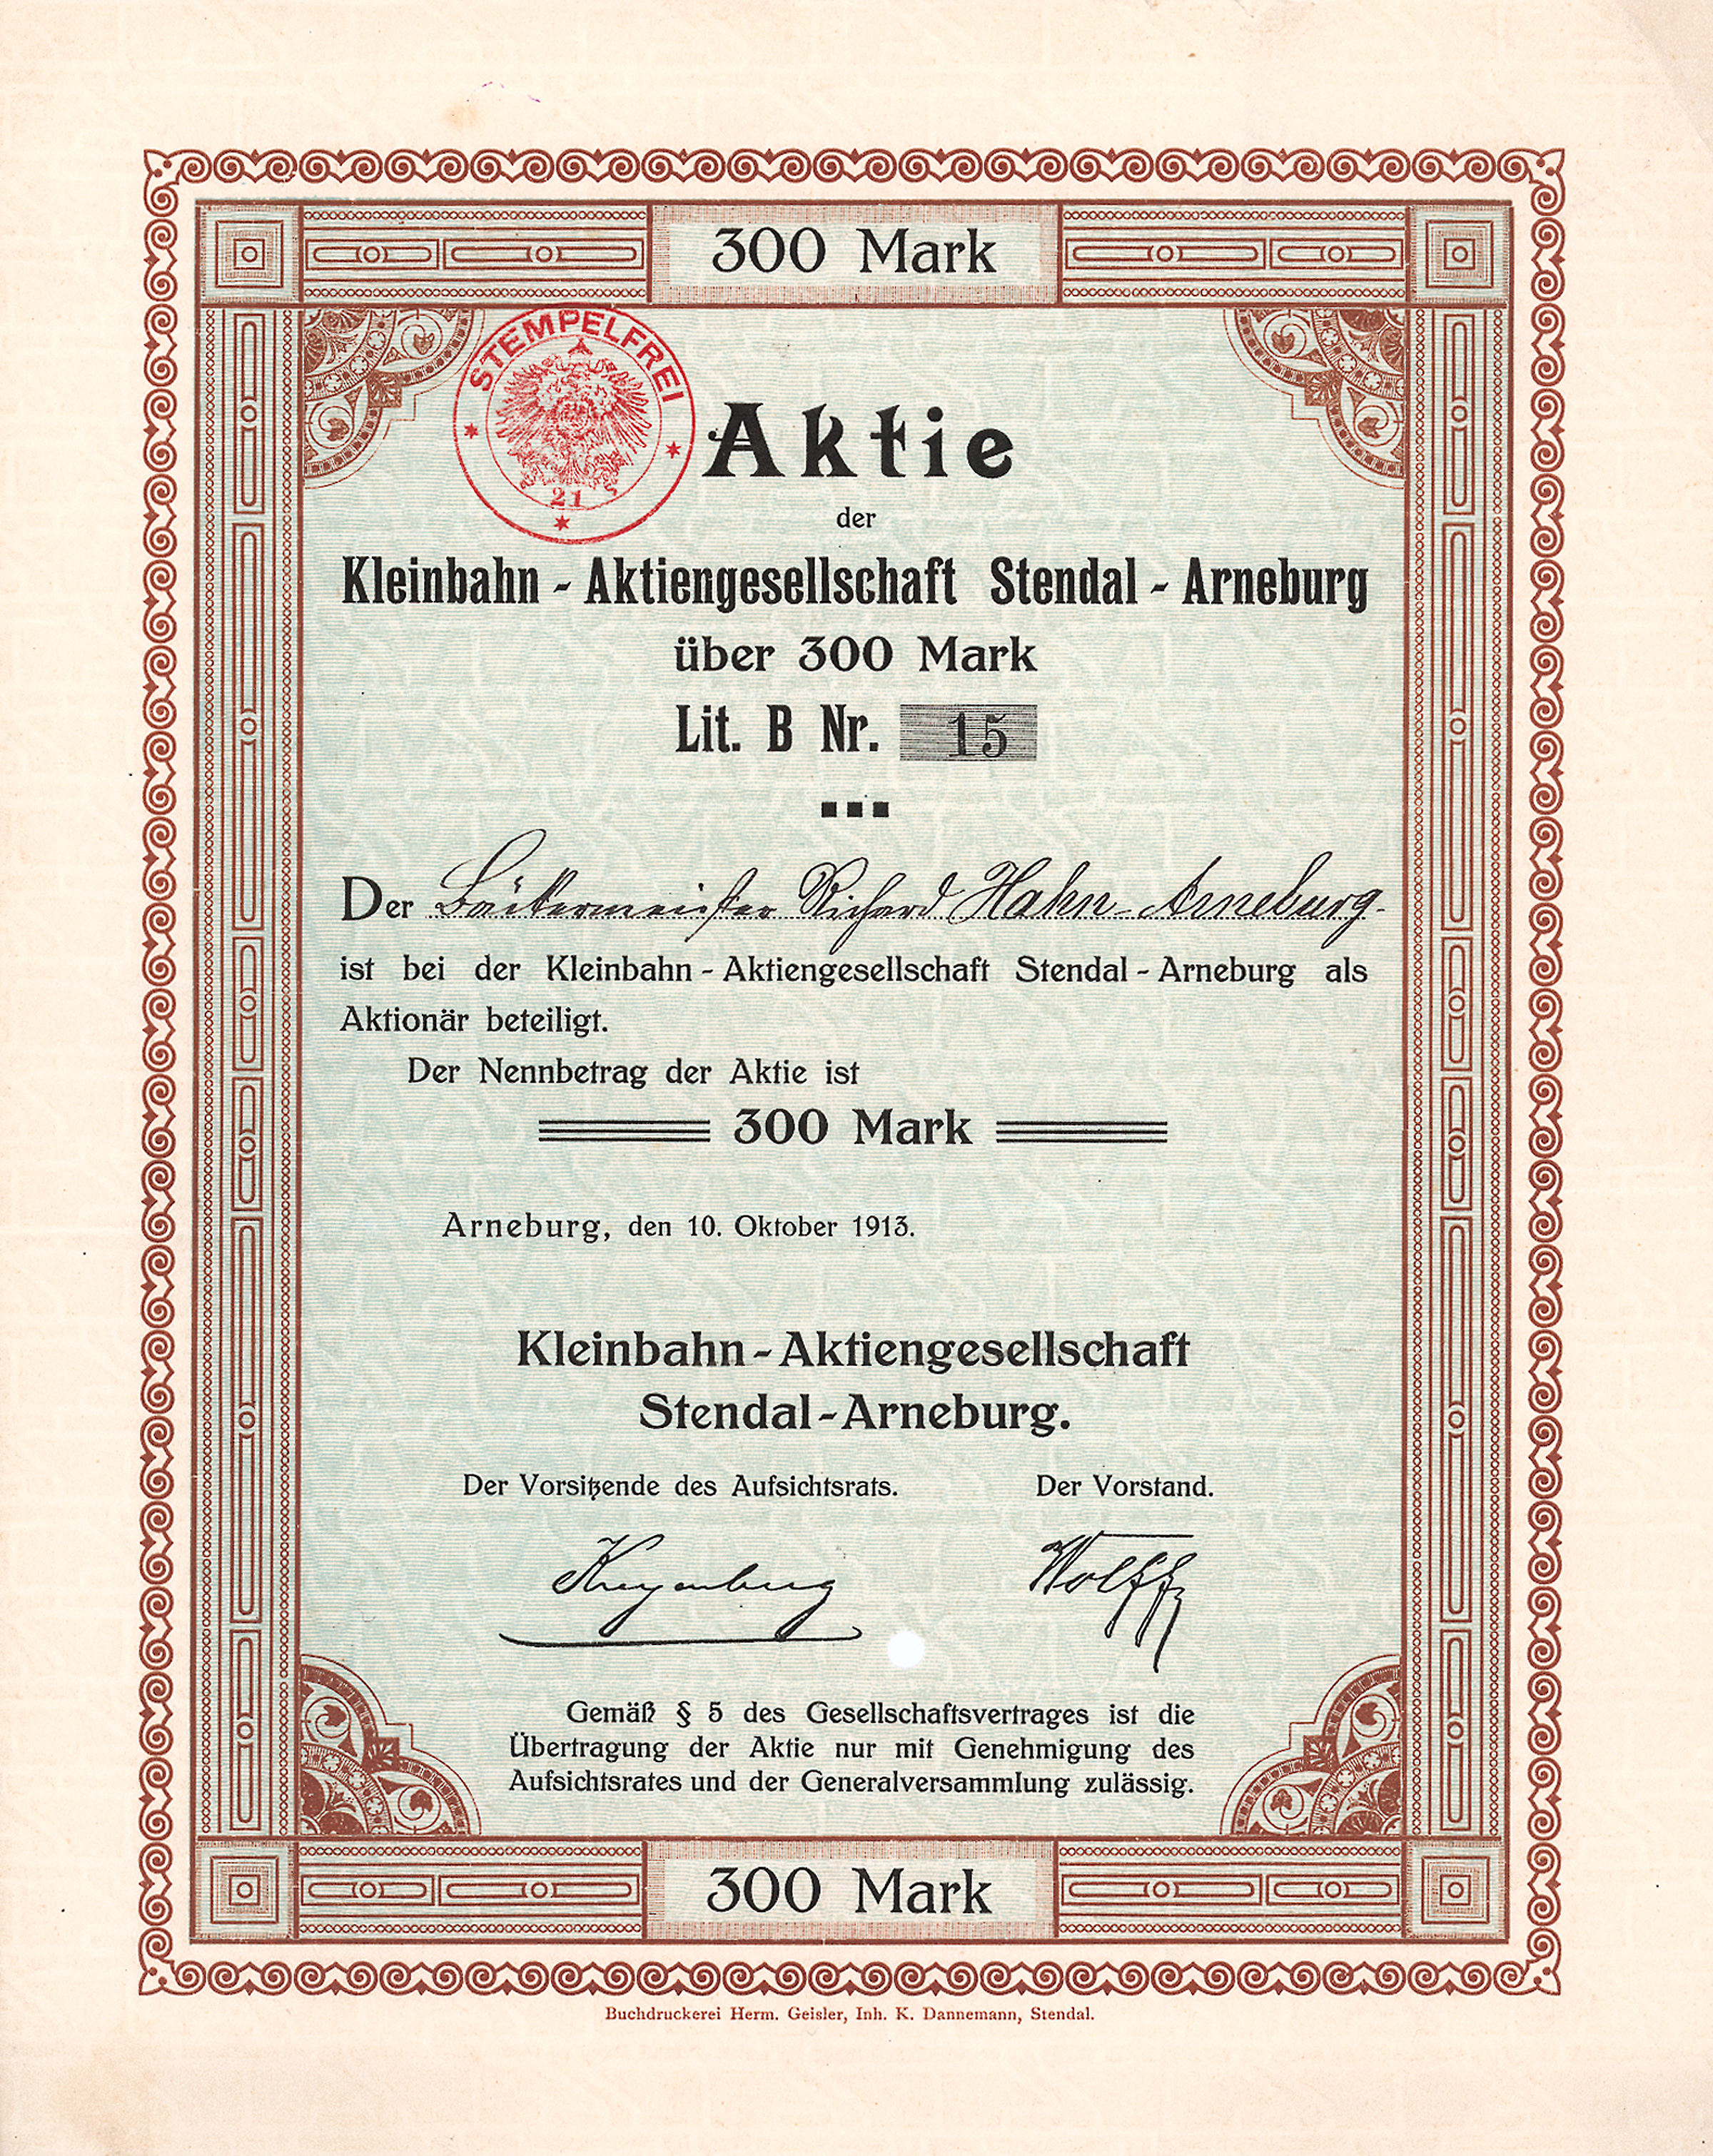 300 Mark
STEMPELFREI
21
Aktie
der
Kleinbahn - Aktiengesellschaft Stendal - Arneburg
über 300 Mark
Lit. B Nr. 15
Der Bäckermeister Richard Hahn - Arneburg.
ist bei der Kleinbahn - Aktiengesellschaft Stendal - Arneburg als
Aktionär beteiligt.
Der Nennbetrag der Aktie ist
300 Mark
Arneburg, den 10. Oktober 1913.
Kleinbahn - Aktiengesellschaft
Stendal - Arneburg.
Der Vorsitzende des Aufsichtsrats. Der Vorstand.
Wolff
Gemäß § 5 des Gesellschaftsvertrages ist die
Übertragung der Aktie nur mit Genehmigung des
Aufsichtsrates und der Generalversammlung zulässig.
300 Mark
Buchdruckerei Herm. Geisler, Inh. K. Dannemann, Stendal.